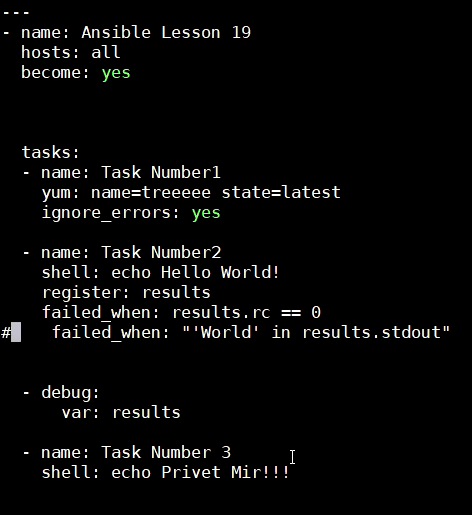 ---
- name: Ansible Lesson 19
  hosts: all
  become: yes
  tasks:
  - name: Task Number1
    yum: name=treeeeee state=latest
    ignore_errors: yes
  - name: Task Number2
    shell: echo Hello World!
    register: results
    failed_when: results.rc == 0
#    failed_when: "'World' in results.stdout"
  - debug:
      var: results
  - name: Task Number 3
    shell: echo Privet Mir!!!